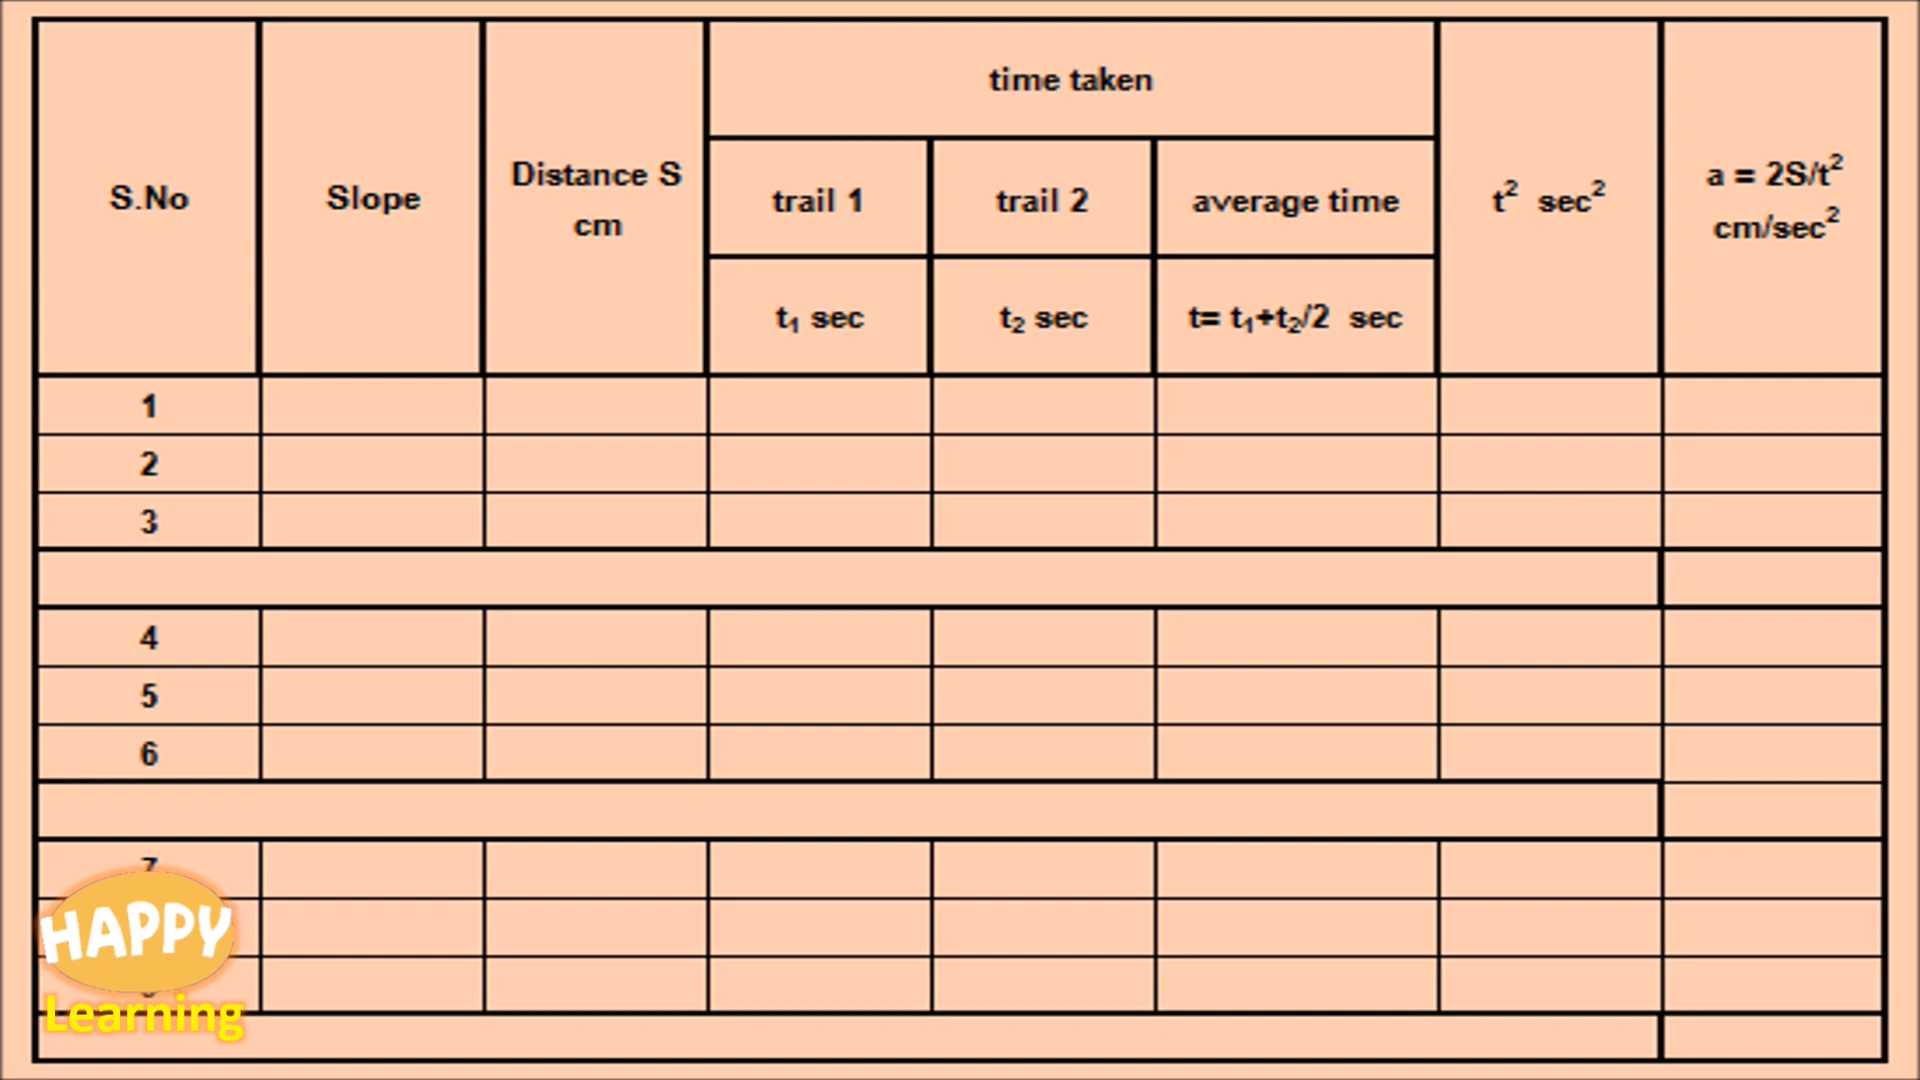 S.No
Slope
Distance S
cm
time taken
trail 1
trail 2
average time
t₁ sec
t₂ sec
t= t₁+t₂/2 sec
t² sec²
a = 2S/t²
cm/sec²
1
2
3
4
5
6
7
HAPPY
Learning